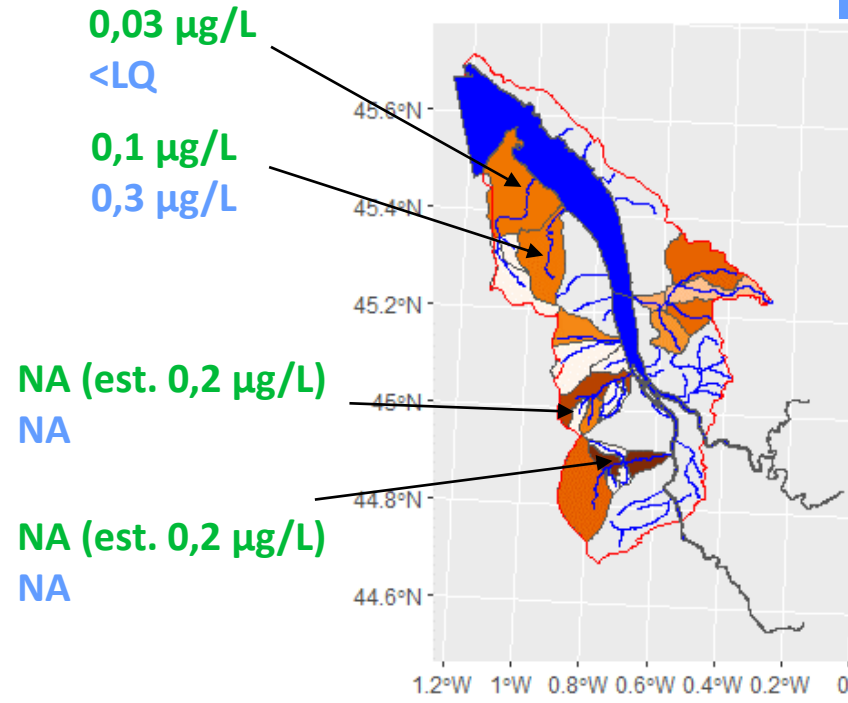 0,03 µg/L
<LQ
0,1 µg/L
0,3 µg/L
NA (est. 0,2 µg/L)
NA
NA (est. 0,2 µg/L)
NA
45.6°N
45.4°N
45.2°N
45°N
44.8°N
44.6°N
1.2°W 1°W 0.8°W 0.6°W 0.4°W 0.2°W 0